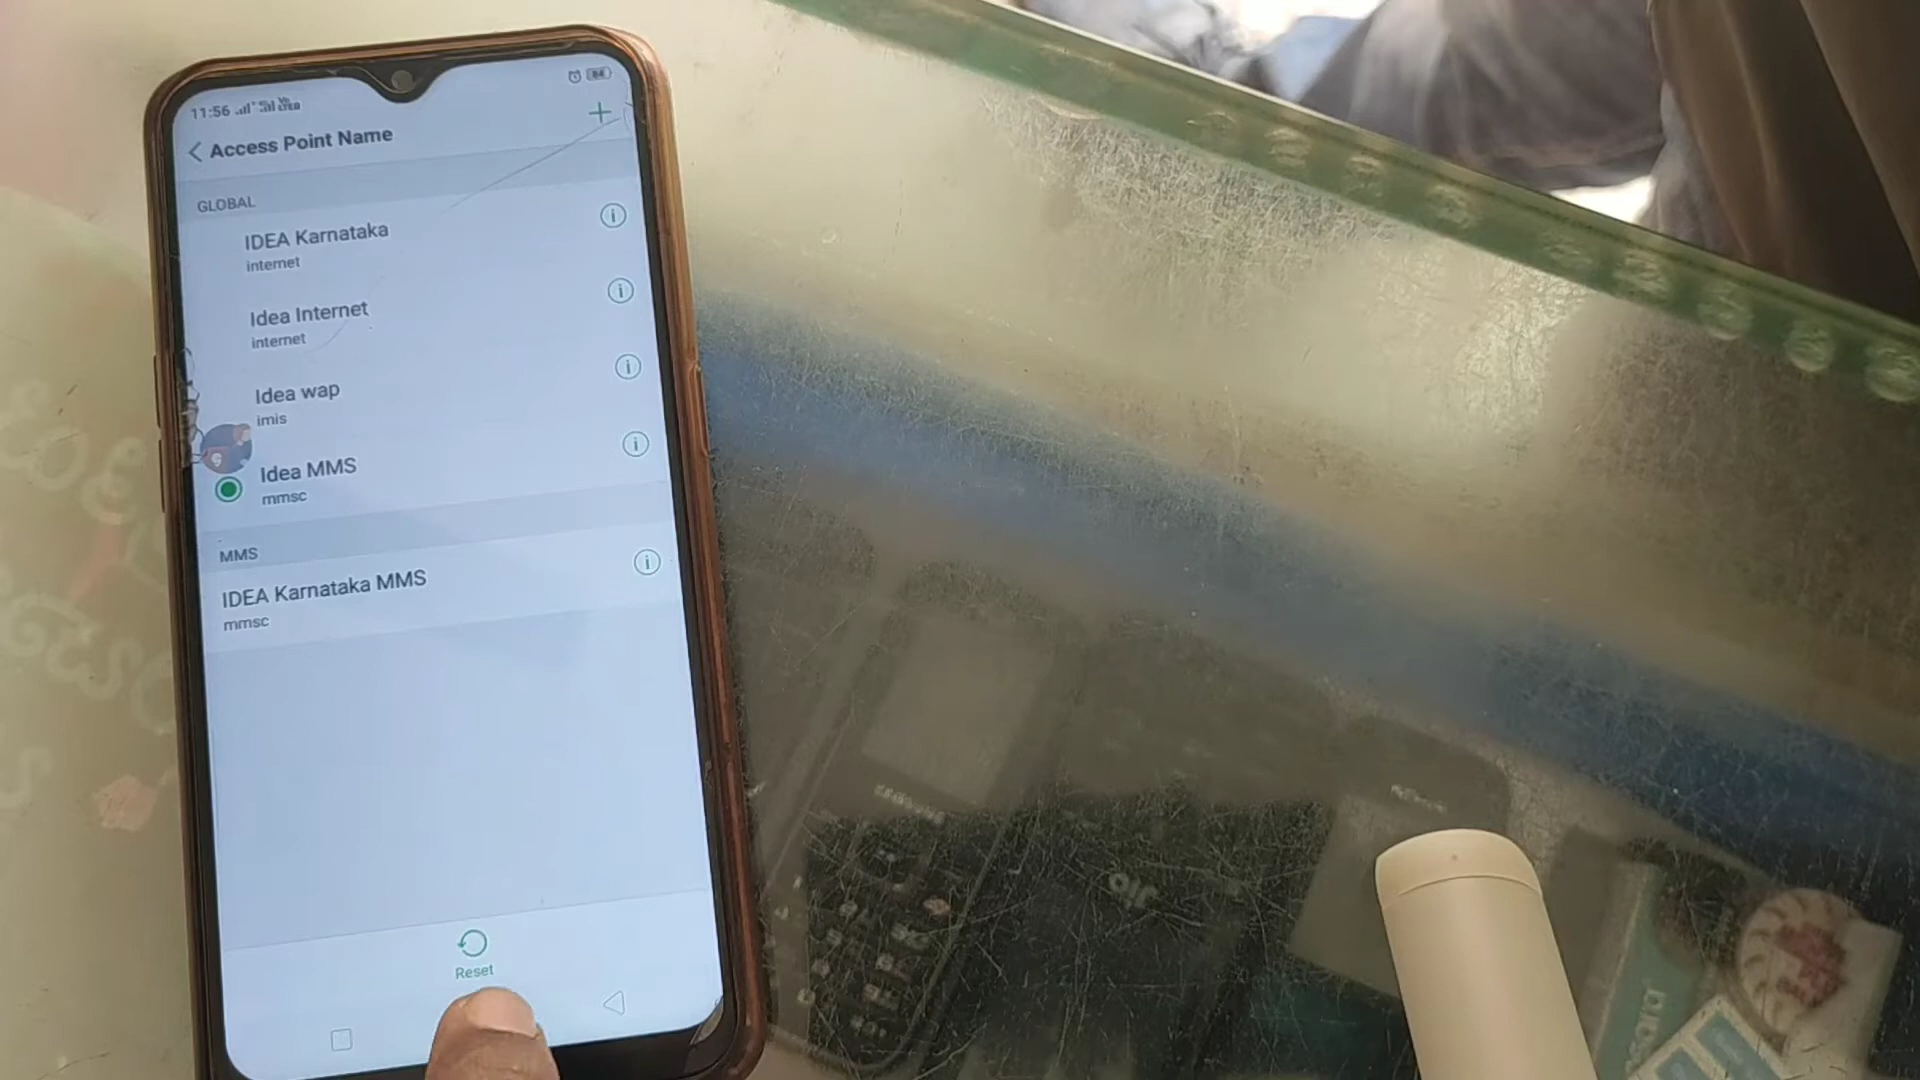 11:56
84
Access Point Name
GLOBAL
IDEA Karnataka
internet
Idea Internet
internet
Idea wap
imis
Idea MMS
mmsc
MMS
IDEA Karnataka MMS
mmsc
Reset